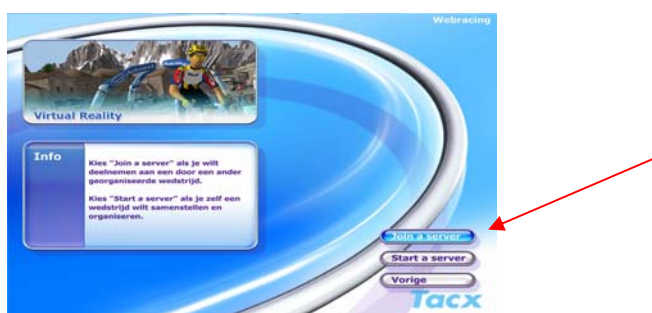 Webracing
Virtual Reality
Info
Kies "Join a server" als je wilt
deelnemen aan een door een ander
georganiseerde wedstrijd.
Kies "Start a server" als je zelf een
wedstrijd wilt samenstellen en
organiseren.
Join a server
Start a server
Vorige
Tacx